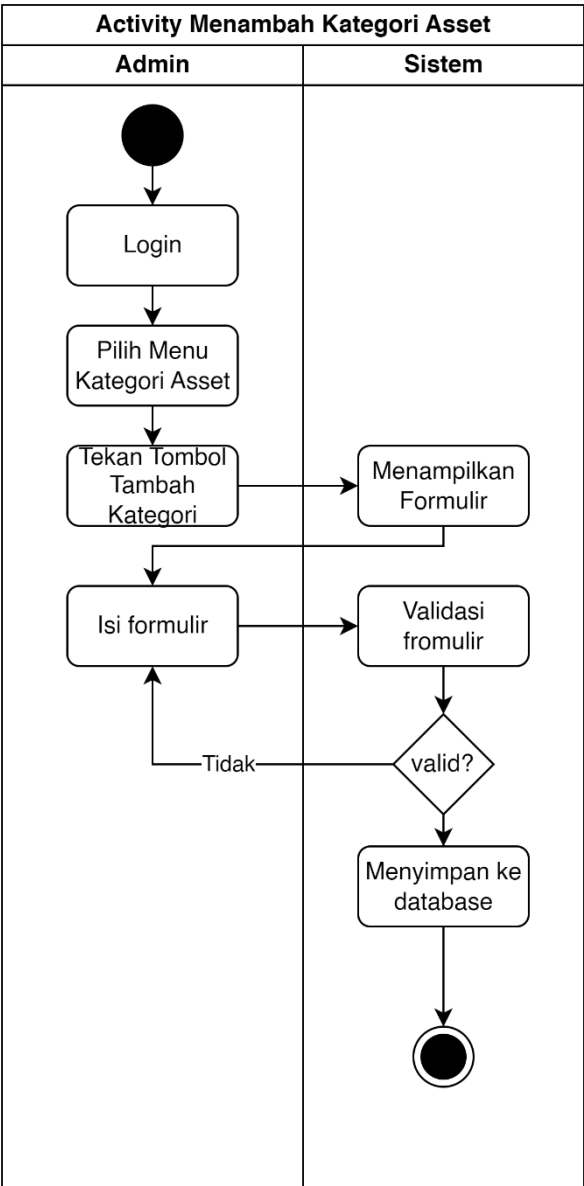 Activity Menambah Kategori Asset
Admin
Sistem
Login
Pilih Menu
Kategori Asset
Tekan Tombol
Tambah
Kategori
Menampilkan
Formulir
Isi formulir
Validasi
fromulir
valid?
Tidak
Menyimpan ke
database